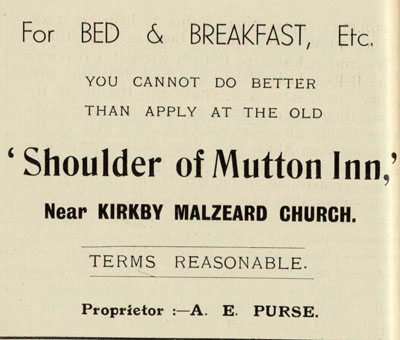 For BED & BREAKFAST, Etc.
YOU CANNOT DO BETTER
THAN APPLY AT THE OLD
‘Shoulder of Mutton Inn,’
Near KIRKBY MALZEARD CHURCH.
TERMS REASONABLE.
Proprietor :—A. E. PURSE.